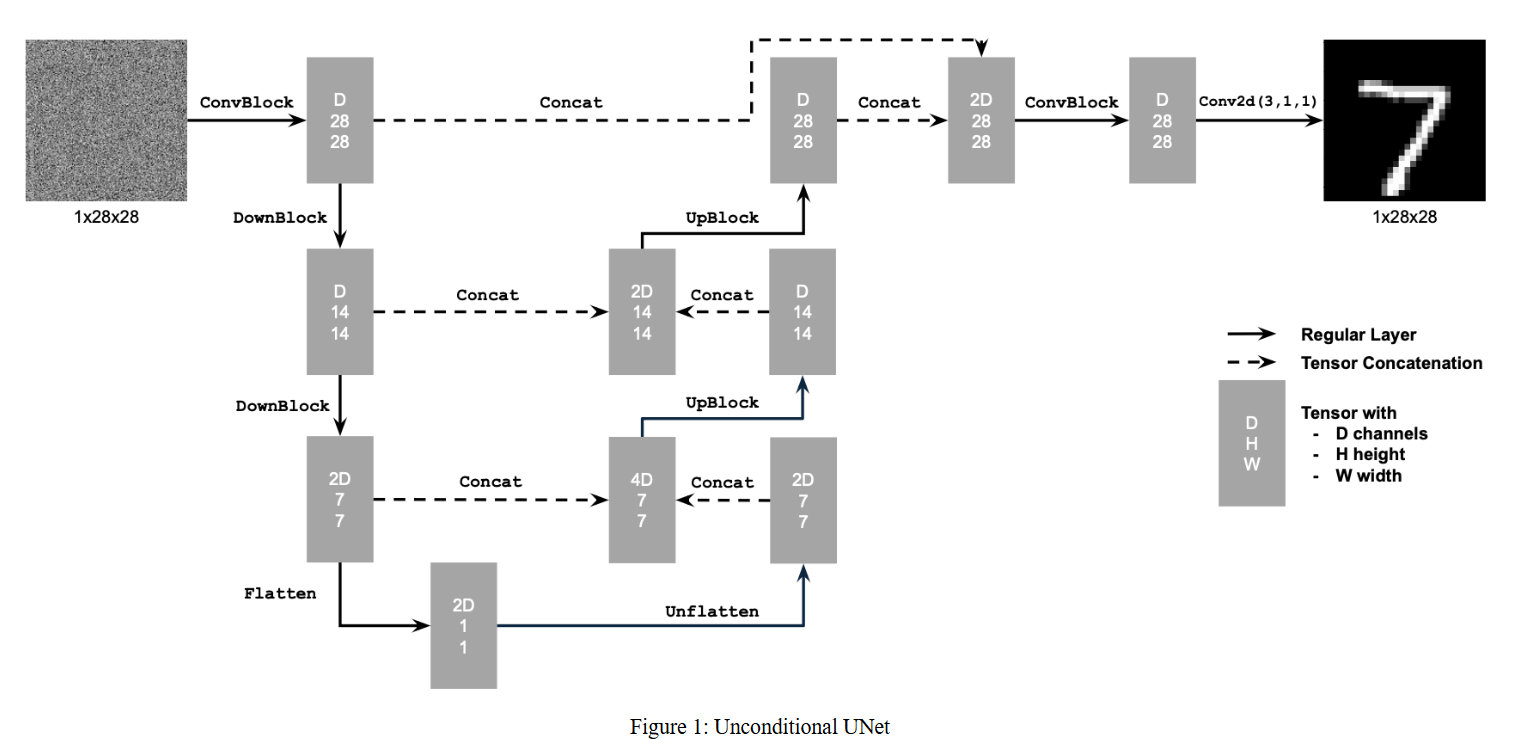 ConvBlock
D
28
28
Concat
D
28
28
Concat
2D
28
28
ConvBlock
D
28
28
Conv2d(3,1,1)
1x28x28
1x28x28
DownBlock
UpBlock
D
14
14
Concat
2D
14
14
Concat
D
14
14
DownBlock
UpBlock
2D
7
7
Concat
4D
7
7
Concat
2D
7
7
Flatten
2D
1
1
Unflatten
Regular Layer
Tensor Concatenation
D
H
W
Tensor with
- D channels
- H height
- W width
Figure 1: Unconditional UNet